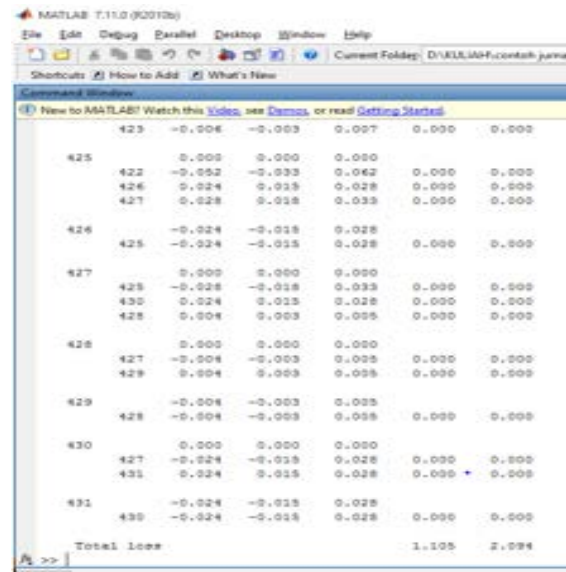 MATLAB 7.11.0 (R2010b)
File Edit Debug Parallel Desktop Window Help
Current Folder: D:\KULIAH\contoh jurna
Shortcuts How to Add What's New
Command Window
New to MATLAB? Watch this Video, see Demos, or read Getting Started.
423 -0.006 -0.003 0.007 0.000 0.000
425 0.000 0.000 0.000
422 -0.052 -0.033 0.062 0.000 0.000
426 0.024 0.015 0.028 0.000 0.000
427 0.028 0.018 0.033 0.000 0.000
426 -0.024 -0.015 0.028
425 -0.024 -0.015 0.028 0.000 0.000
427 0.000 0.000 0.000
425 -0.028 -0.018 0.033 0.000 0.000
430 0.024 0.015 0.028 0.000 0.000
428 0.004 0.003 0.005 0.000 0.000
428 0.000 0.000 0.000
427 -0.004 -0.003 0.005 0.000 0.000
429 0.004 0.003 0.005 0.000 0.000
429 -0.004 -0.003 0.005
428 -0.004 -0.003 0.005 0.000 0.000
430 0.000 0.000 0.000
427 -0.024 -0.015 0.028 0.000 0.000
431 0.024 0.015 0.028 0.000 0.000
431 -0.024 -0.015 0.028
430 -0.024 -0.015 0.028 0.000 0.000
Total loss 1.105 2.094
fx >>